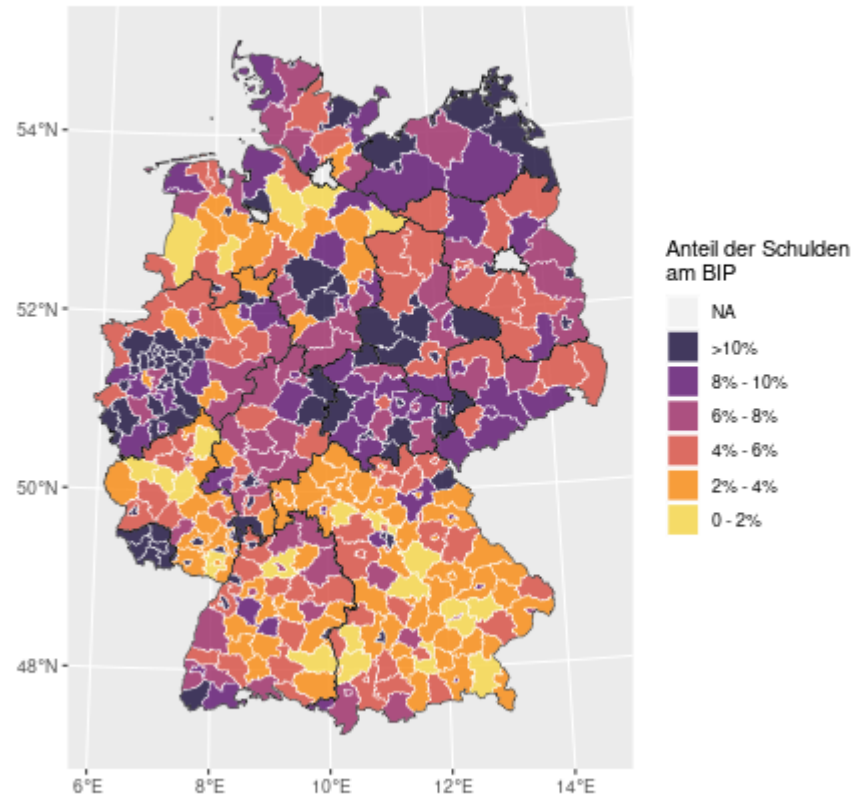 54°N
52°N
50°N
48°N
6°E 8°E 10°E 12°E 14°E
Anteil der Schulden
am BIP
NA
>10%
8% - 10%
6% - 8%
4% - 6%
2% - 4%
0 - 2%